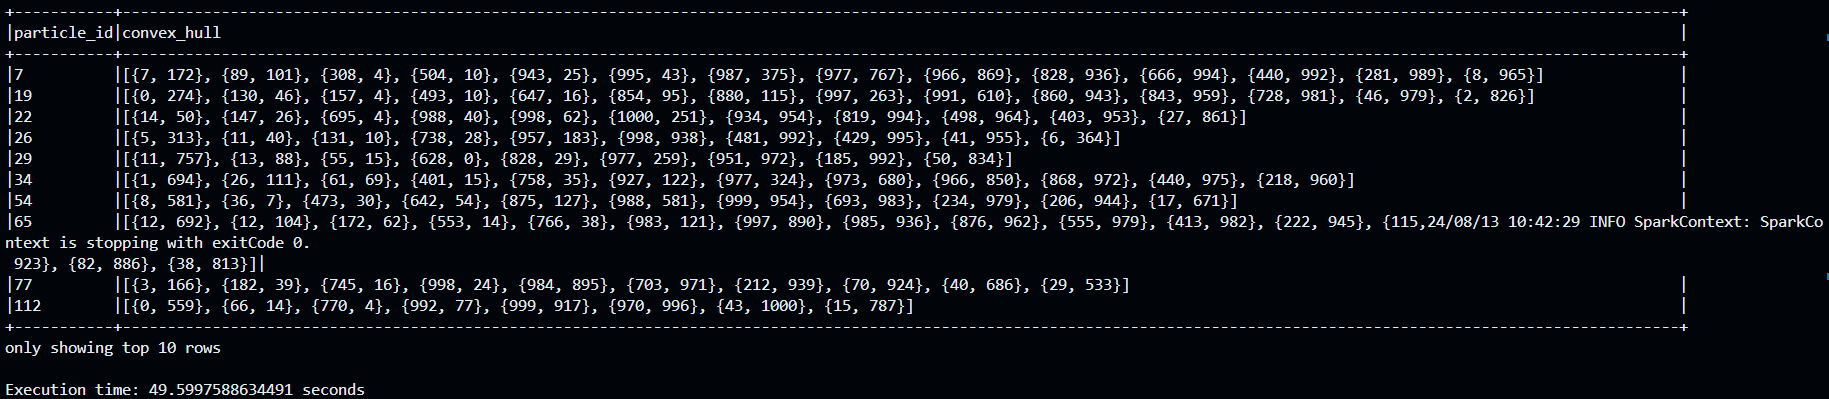 +-----------+--------------------------------------------------------------------------------------------------------------------------------------------------------------------+
|particle_id|convex_hull                                                                                                                                                         |
+-----------+--------------------------------------------------------------------------------------------------------------------------------------------------------------------+
|7          |[{7, 172}, {89, 101}, {308, 4}, {504, 10}, {943, 25}, {995, 43}, {987, 375}, {977, 767}, {966, 869}, {828, 936}, {666, 994}, {440, 992}, {281, 989}, {8, 965}]              |
|19         |[{0, 274}, {130, 46}, {157, 4}, {493, 10}, {647, 16}, {854, 95}, {880, 115}, {997, 263}, {991, 610}, {860, 943}, {843, 959}, {728, 981}, {46, 979}, {2, 826}]               |
|22         |[{14, 50}, {147, 26}, {695, 4}, {988, 40}, {998, 62}, {1000, 251}, {934, 954}, {819, 994}, {498, 964}, {403, 953}, {27, 861}]                                             |
|26         |[{5, 313}, {11, 40}, {131, 10}, {738, 28}, {957, 183}, {998, 938}, {481, 992}, {429, 995}, {41, 955}, {6, 364}]                                                           |
|29         |[{11, 757}, {13, 88}, {55, 15}, {628, 0}, {828, 29}, {977, 259}, {951, 972}, {185, 992}, {50, 834}]                                                                      |
|34         |[{1, 694}, {26, 111}, {61, 69}, {401, 15}, {758, 35}, {927, 122}, {977, 324}, {973, 680}, {966, 850}, {868, 972}, {440, 975}, {218, 960}]                                  |
|54         |[{8, 581}, {36, 7}, {473, 30}, {642, 54}, {875, 127}, {988, 581}, {999, 954}, {693, 983}, {234, 979}, {206, 944}, {17, 671}]                                              |
|65         |[{12, 692}, {12, 104}, {172, 62}, {553, 14}, {766, 38}, {983, 121}, {997, 890}, {985, 936}, {876, 962}, {555, 979}, {413, 982}, {222, 945}, {115,24/08/13 10:42:29 INFO SparkContext: SparkCo
ntext is stopping with exitCode 0.
 923}, {82, 886}, {38, 813}]|
|77         |[{3, 166}, {182, 39}, {745, 16}, {998, 24}, {984, 895}, {703, 971}, {212, 939}, {70, 924}, {40, 686}, {29, 533}]                                                          |
|112        |[{0, 559}, {66, 14}, {770, 4}, {992, 77}, {999, 917}, {970, 996}, {43, 1000}, {15, 787}]                                                                                 |
+-----------+--------------------------------------------------------------------------------------------------------------------------------------------------------------------+
only showing top 10 rows

Execution time: 49.5997588634491 seconds